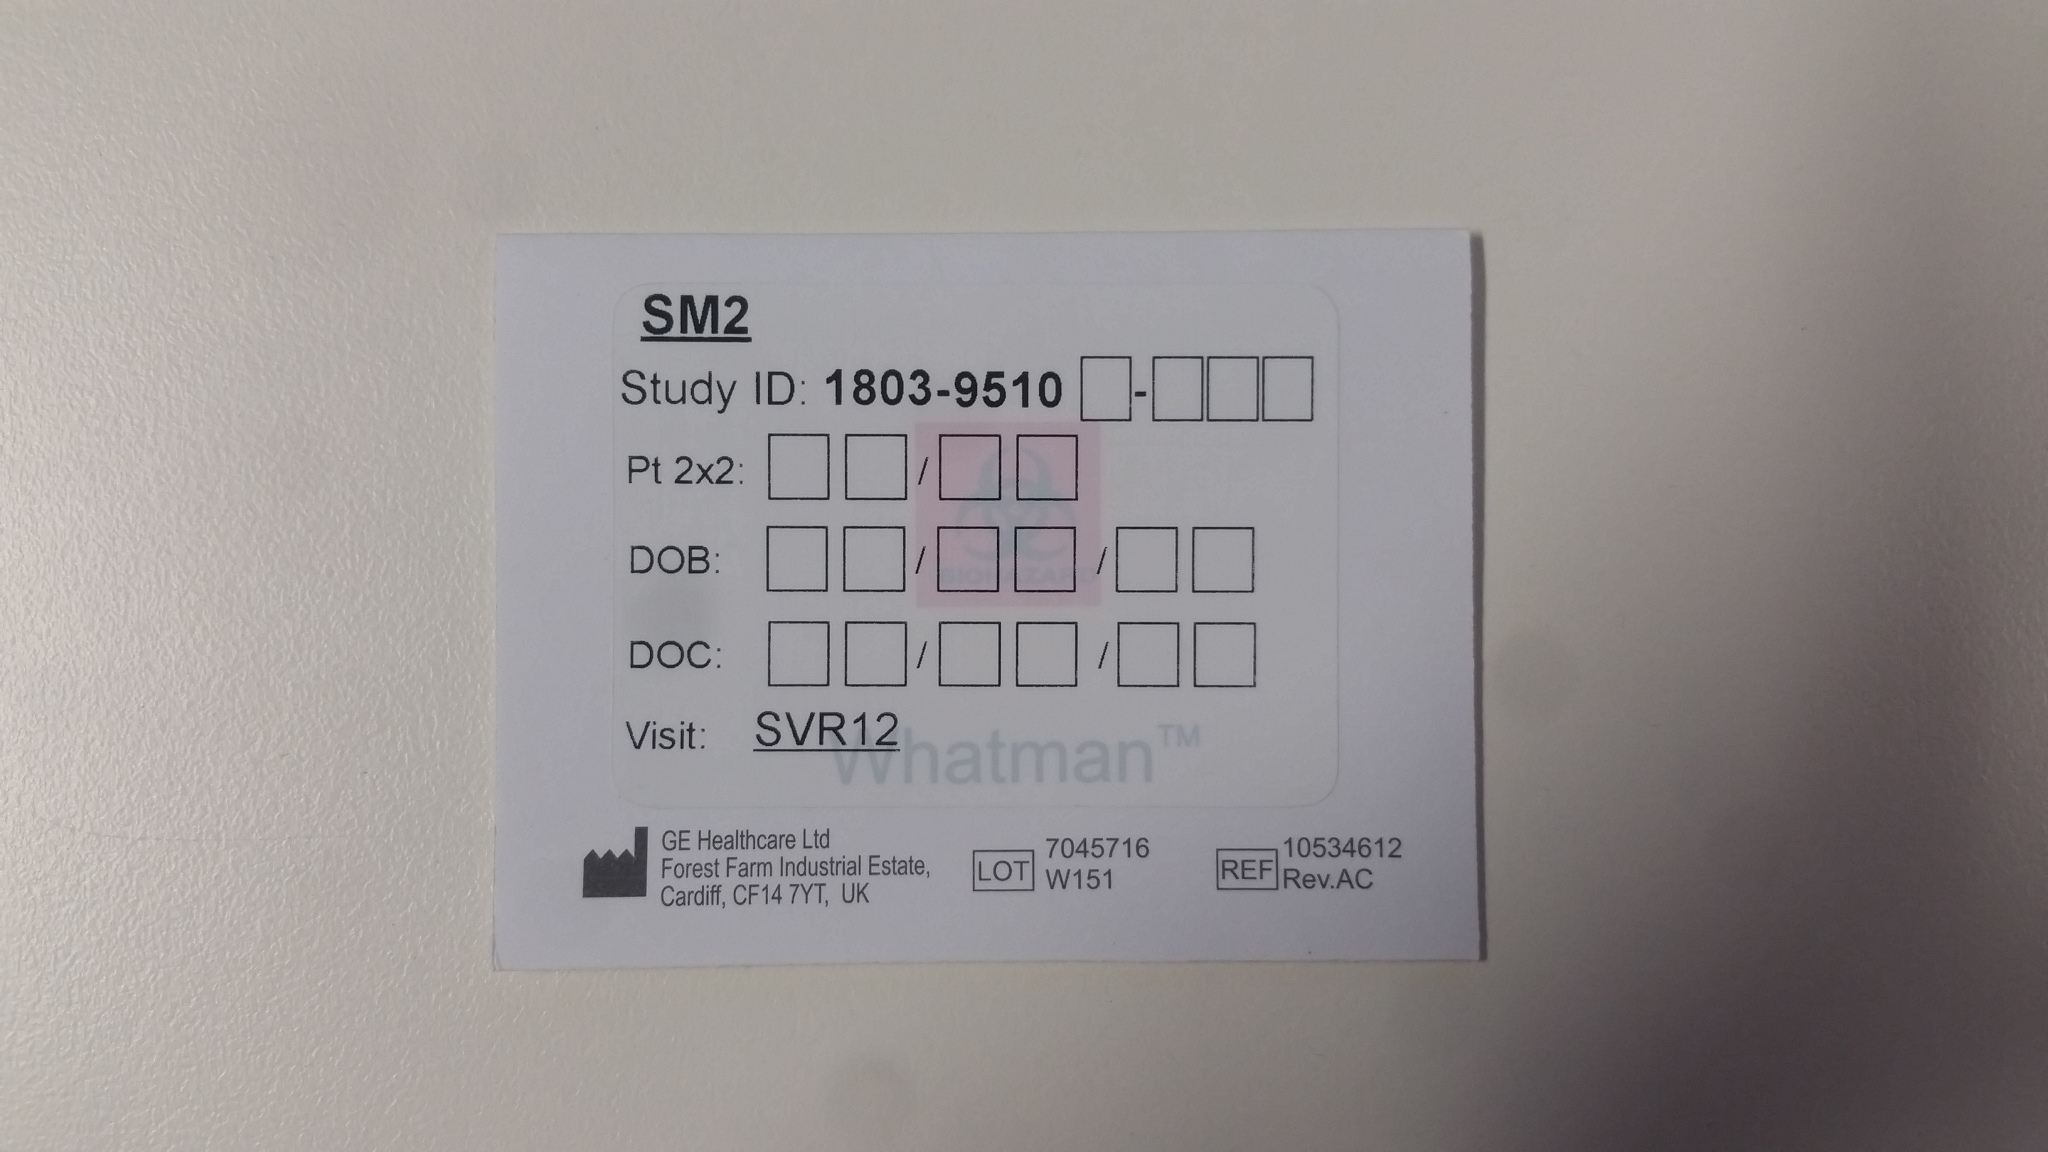 SM2
Study ID: 1803-9510 -
Pt 2x2: /
BIOHAZARD
DOB: / /
DOC: / /
Visit: SVR12
Whatman™
GE Healthcare Ltd
Forest Farm Industrial Estate,
Cardiff, CF14 7YT, UK
LOT 7045716
W151
REF 10534612
Rev.AC